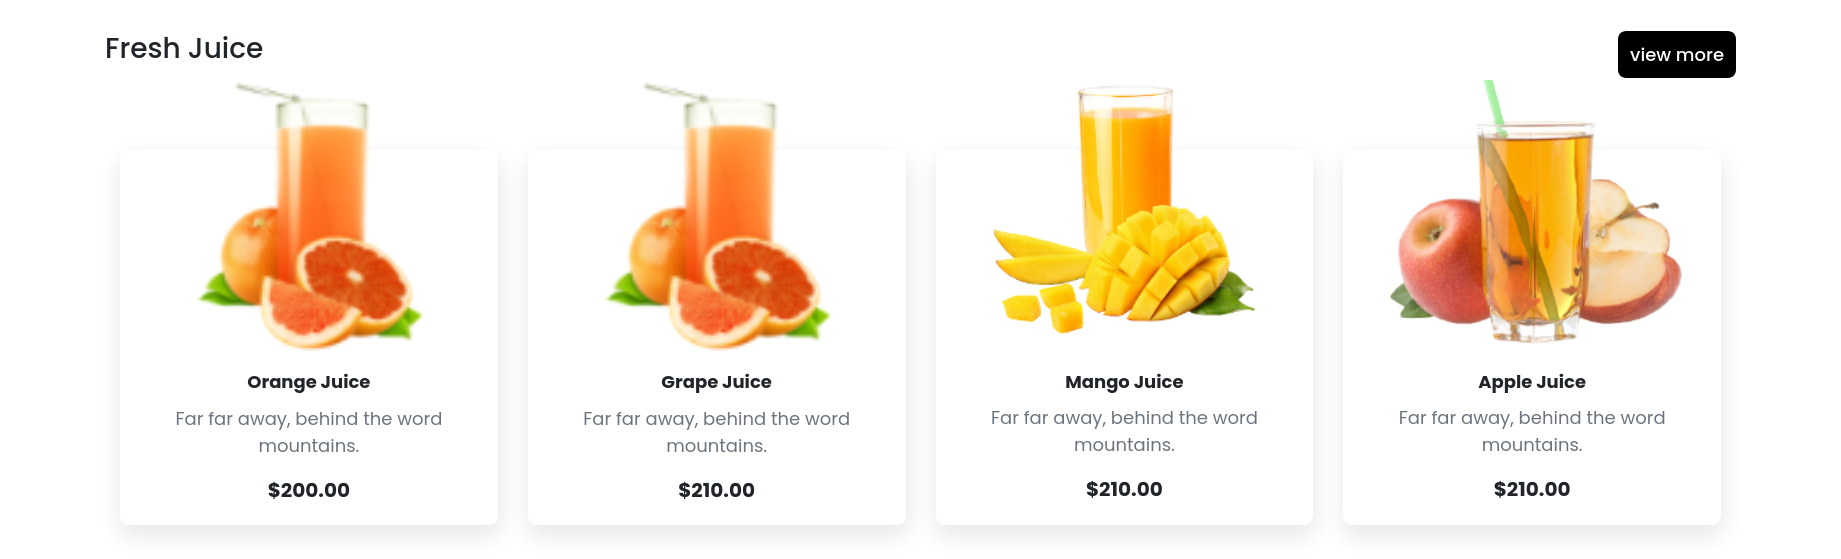 Fresh Juice
view more
Orange Juice
Far far away, behind the word
mountains.
$200.00
Grape Juice
Far far away, behind the word
mountains.
$210.00
Mango Juice
Far far away, behind the word
mountains.
$210.00
Apple Juice
Far far away, behind the word
mountains.
$210.00